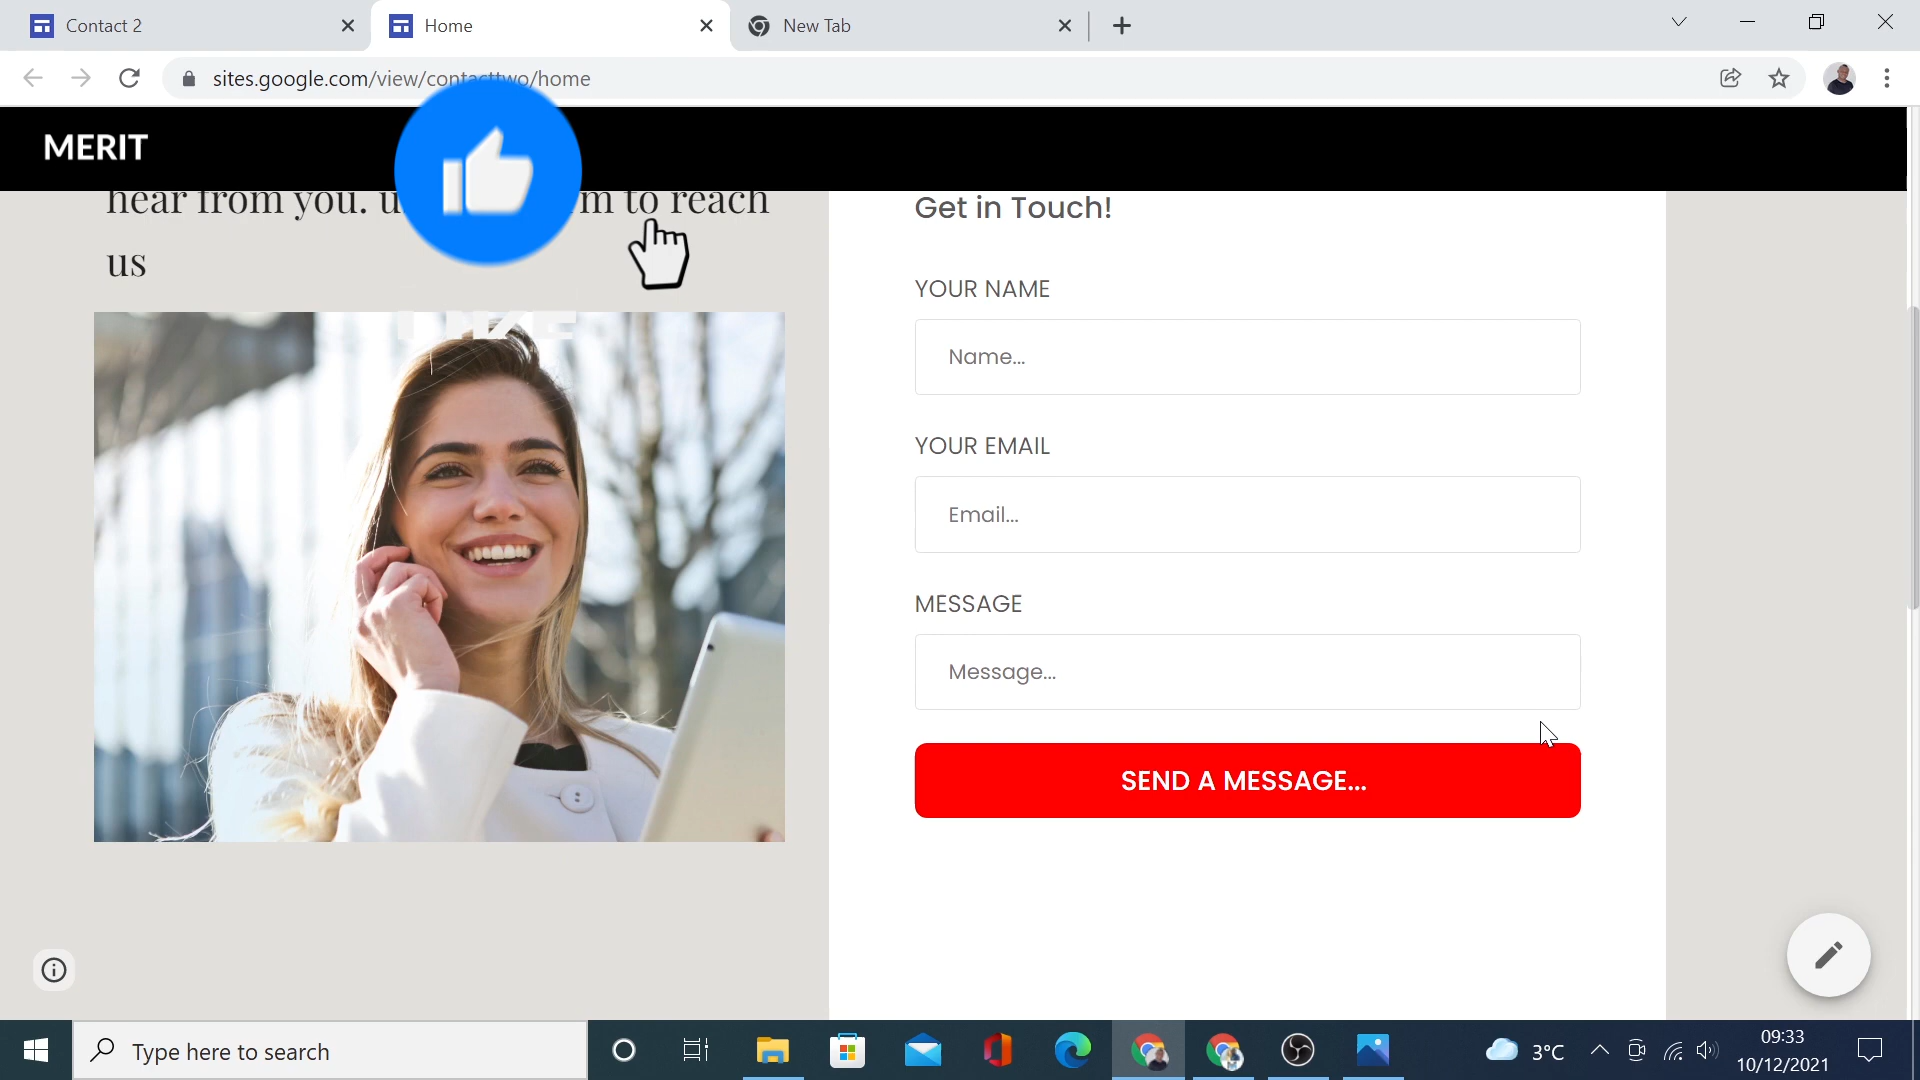 Contact 2
Home
New Tab
sites.google.com/view/contacttwo/home
MERIT
hear from you. to reach
us
LIKE
Get in Touch!
YOUR NAME
Name...
YOUR EMAIL
Email...
MESSAGE
Message...
SEND A MESSAGE...
Type here to search
3°C
09:33
10/12/2021